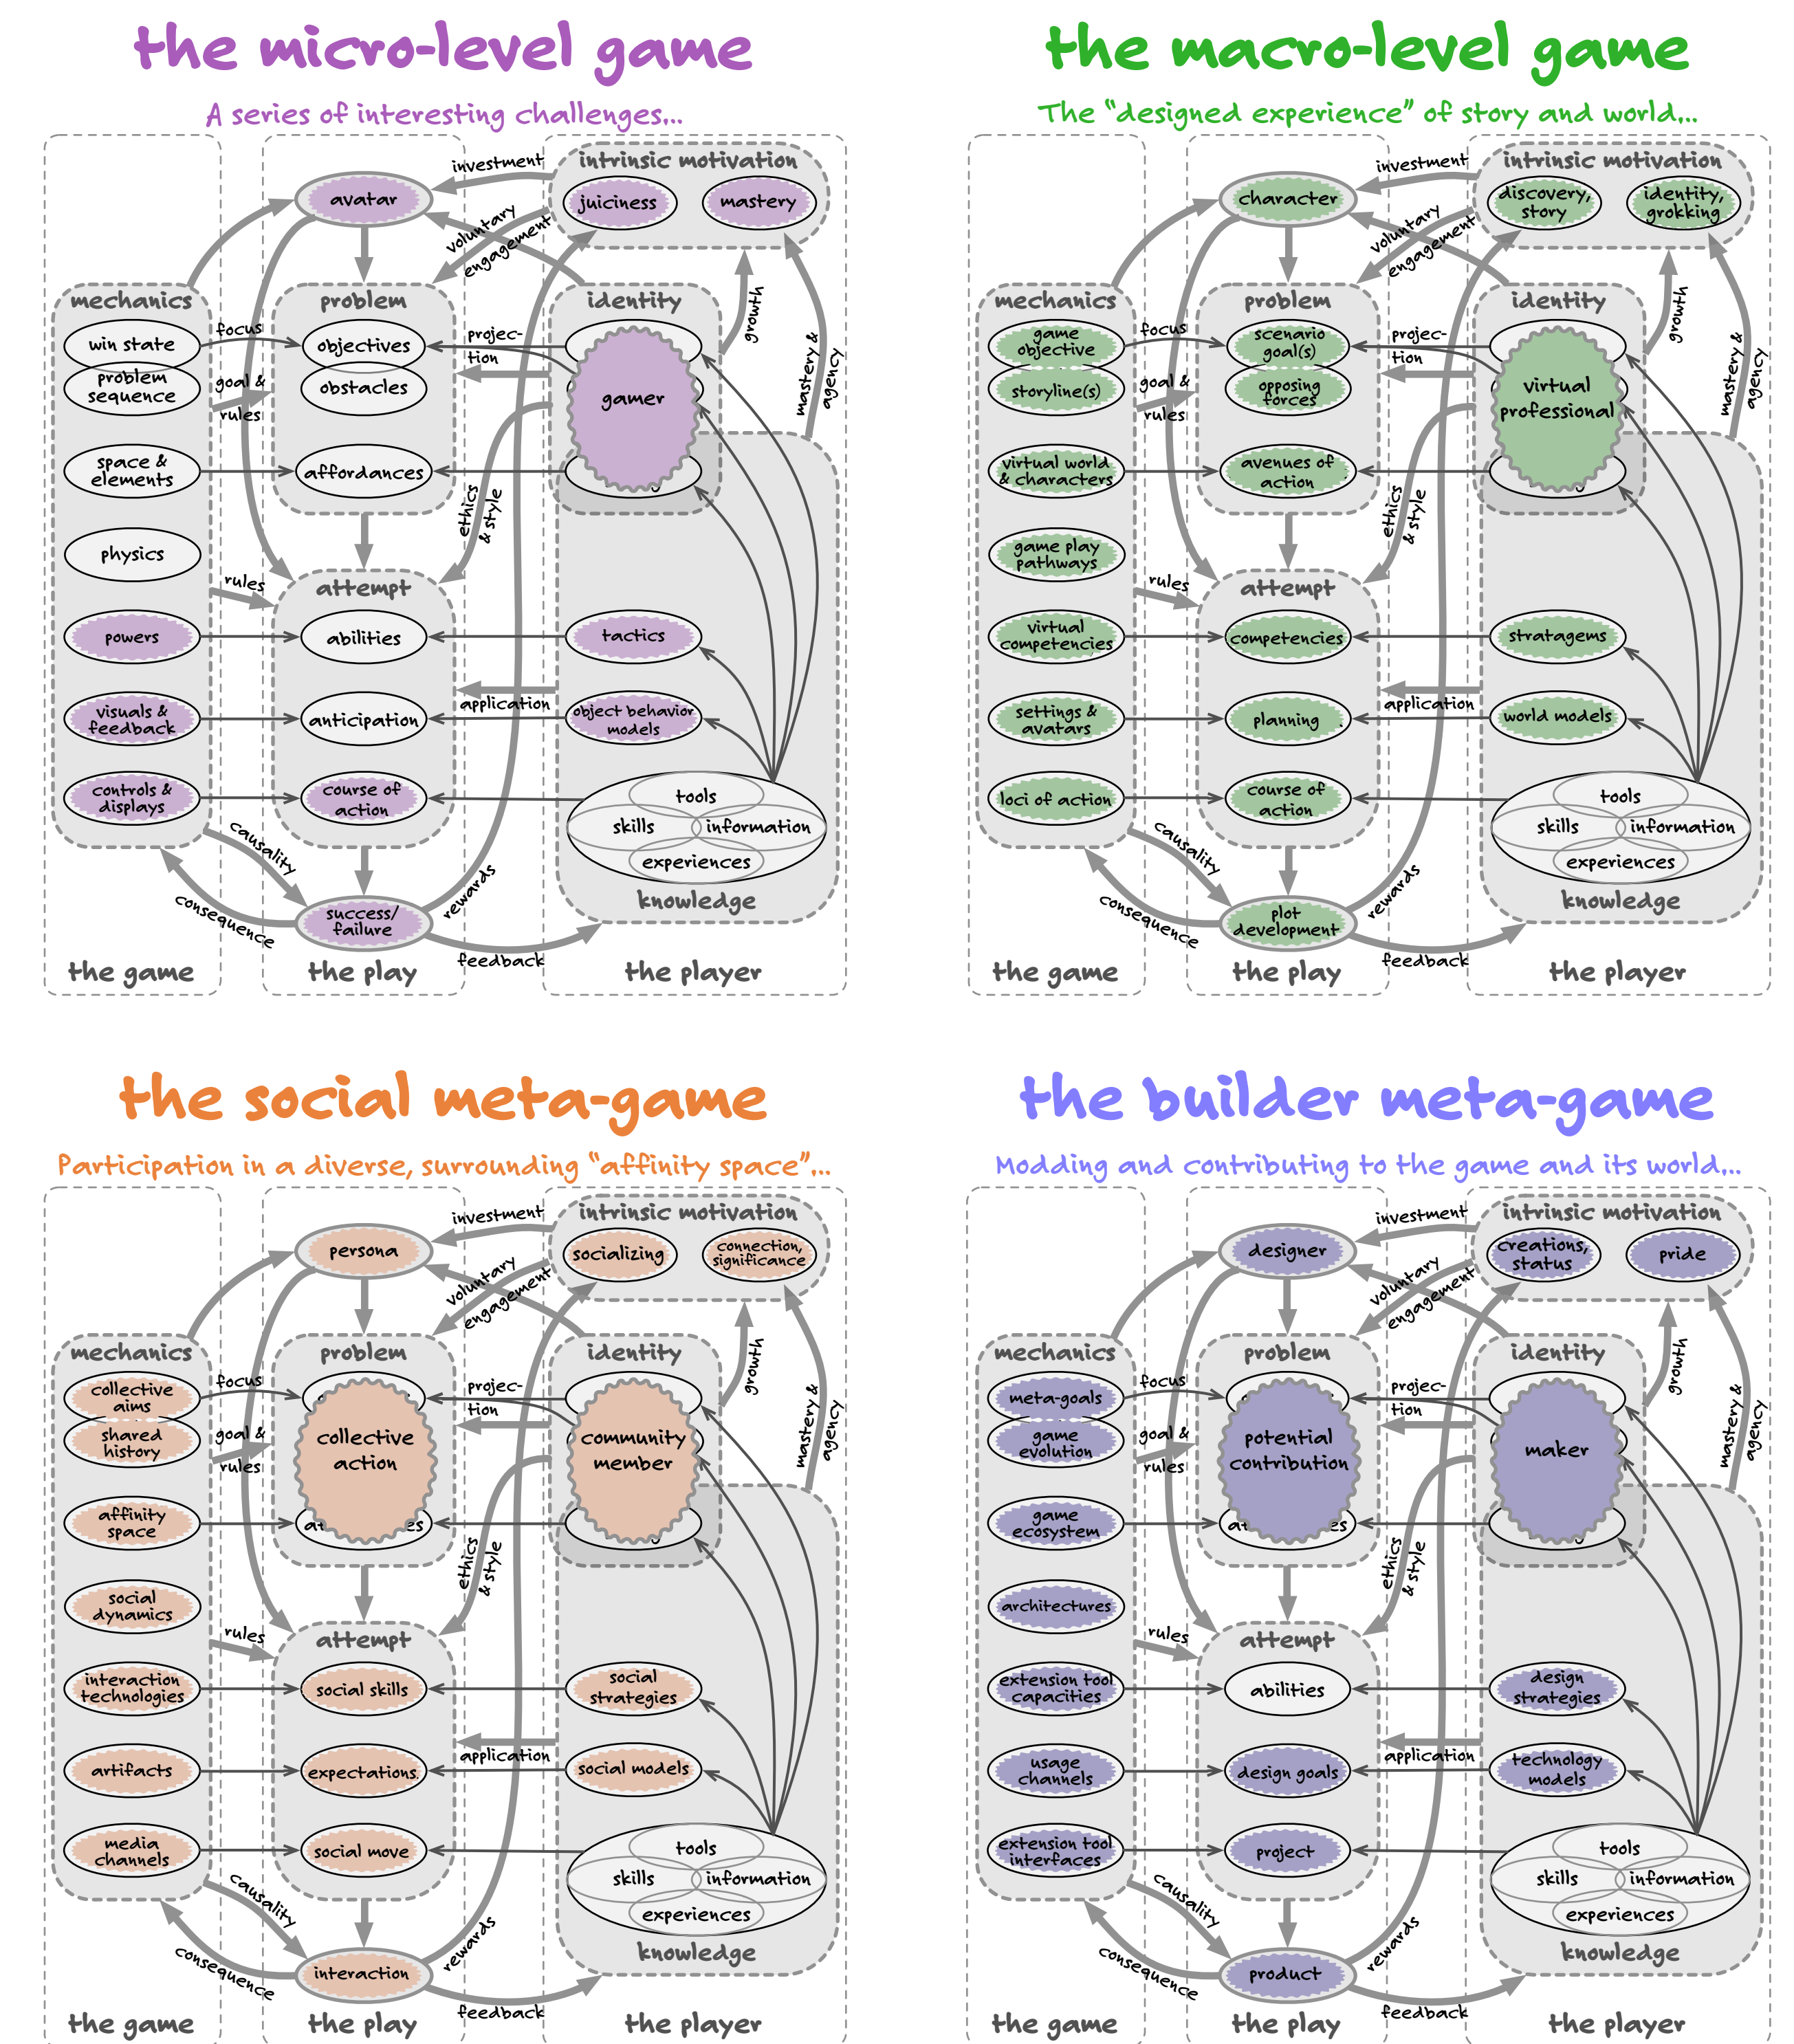 the micro-level game
A series of interesting challenges...
investment
intrinsic motivation
avatar
juiciness
mastery
voluntary
engagement
mechanics
problem
identity
growth
win state
focus
objectives
projec-
tion
problem
sequence
goal &
rules
obstacles
gamer
mastery &
agency
space &
elements
affordances
ethics
& style
physics
rules
attempt
powers
abilities
tactics
visuals &
feedback
anticipation
application
object behavior
models
controls &
displays
course of
action
tools
skills
information
experiences
causality
knowledge
consequence
success/
failure
rewards
feedback
the game
the play
the player
the macro-level game
The "designed experience" of story and world...
investment
intrinsic motivation
character
discovery,
story
identity,
grokking
voluntary
engagement
mechanics
problem
identity
growth
game
objective
focus
scenario
goal(s)
projec-
tion
storyline(s)
goal &
rules
opposing
forces
virtual
professional
mastery &
agency
virtual world
& characters
avenues of
action
ethics
& style
game play
pathways
rules
attempt
virtual
competencies
competencies
stratagems
settings &
avatars
planning
application
world models
loci of action
course of
action
tools
skills
information
experiences
causality
knowledge
consequence
plot
development
rewards
feedback
the game
the play
the player
the social meta-game
Participation in a diverse, surrounding "affinity space"...
investment
intrinsic motivation
persona
socializing
connection,
significance
voluntary
engagement
mechanics
problem
identity
growth
collective
aims
focus
projec-
tion
shared
history
goal &
rules
collective
action
community
member
mastery &
agency
affinity
space
ethics
& style
social
dynamics
rules
attempt
interaction
technologies
social skills
social
strategies
artifacts
expectations
application
social models
media
channels
social move
tools
skills
information
experiences
causality
knowledge
consequence
interaction
rewards
feedback
the game
the play
the player
the builder meta-game
Modding and contributing to the game and its world...
investment
intrinsic motivation
designer
creations,
status
pride
voluntary
engagement
mechanics
problem
identity
growth
meta-goals
focus
projec-
tion
game
evolution
goal &
rules
potential
contribution
maker
mastery &
agency
game
ecosystem
ethics
& style
architectures
rules
attempt
extension tool
capacities
abilities
design
strategies
usage
channels
design goals
application
technology
models
extension tool
interfaces
project
tools
skills
information
experiences
causality
knowledge
consequence
product
rewards
feedback
the game
the play
the player